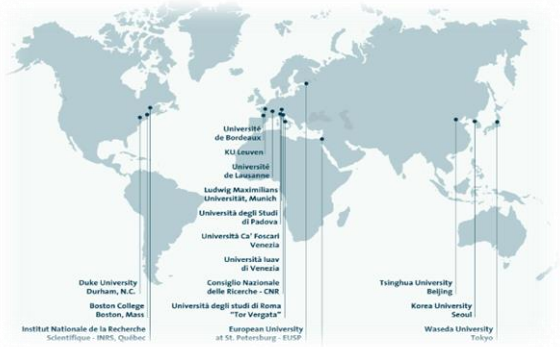 Université
de Bordeaux
KU Leuven
Université
de Lausanne
Ludwig Maximilians
Universität, Munich
Università degli Studi
di Padova
Università Ca' Foscari
Venezia
Università Iuav
di Venezia
Duke University
Durham, N.C.
Consiglio Nazionale
delle Ricerche - CNR
Tsinghua University
Beijing
Boston College
Boston, Mass
Università degli studi di Roma
"Tor Vergata"
Korea University
Seoul
Institut Nationale de la Recherche
Scientifique - INRS, Québec
European University
at St. Petersburg - EUSP
Waseda University
Tokyo